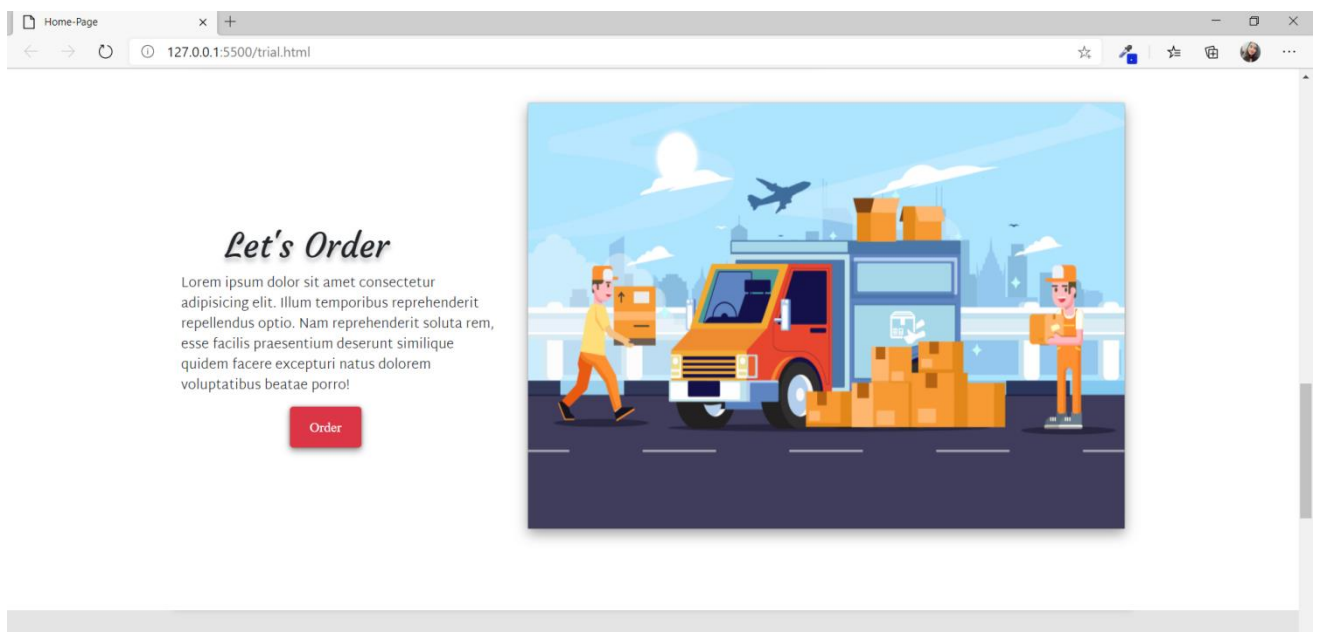 Home-Page
127.0.0.1:5500/trial.html
Let's Order
Lorem ipsum dolor sit amet consectetur
adipisicing elit. Illum temporibus reprehenderit
repellendus optio. Nam reprehenderit soluta rem,
esse facilis praesentium deserunt similique
quidem facere excepturi natus dolorem
voluptatibus beatae porro!
Order